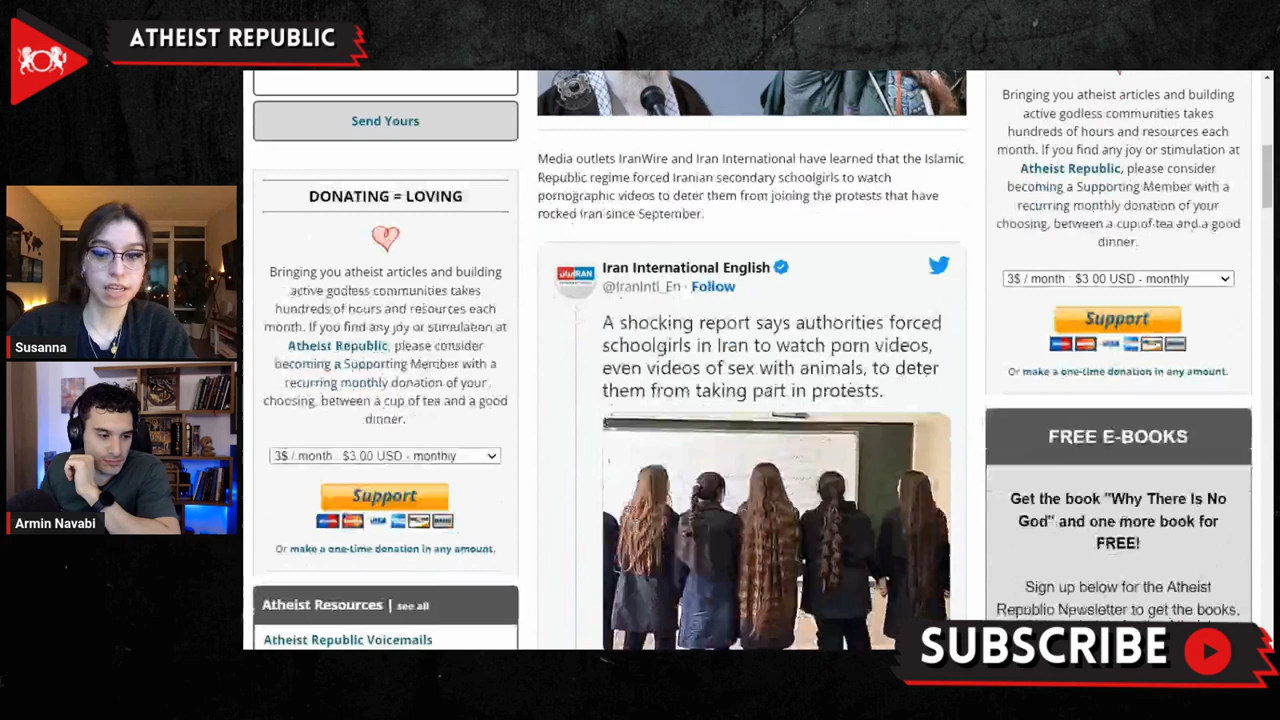 ATHEIST REPUBLIC
Susanna
Armin Navabi
Send Yours
DONATING = LOVING
Bringing you atheist articles and building
active godless communities takes
hundreds of hours and resources each
month. If you find any joy or stimulation at
Atheist Republic, please consider
becoming a Supporting Member with a
recurring monthly donation of your
choosing, between a cup of tea and a good
dinner.
3$ / month : $3.00 USD - monthly
Support
VISA
Or make a one-time donation in any amount.
Atheist Resources | see all
Atheist Republic Voicemails
Media outlets IranWire and Iran International have learned that the Islamic
Republic regime forced Iranian secondary schoolgirls to watch
pornographic videos to deter them from joining the protests that have
rocked Iran since September.
Iran International English
@IranIntl_En · Follow
A shocking report says authorities forced
schoolgirls in Iran to watch porn videos,
even videos of sex with animals, to deter
them from taking part in protests.
Bringing you atheist articles and building
active godless communities takes
hundreds of hours and resources each
month. If you find any joy or stimulation at
Atheist Republic, please consider
becoming a Supporting Member with a
recurring monthly donation of your
choosing, between a cup of tea and a good
dinner.
3$ / month : $3.00 USD - monthly
Support
VISA
Or make a one-time donation in any amount.
FREE E-BOOKS
Get the book "Why There Is No
God" and one more book for
FREE!
Sign up below for the Atheist
Republic Newsletter to get the books.
SUBSCRIBE